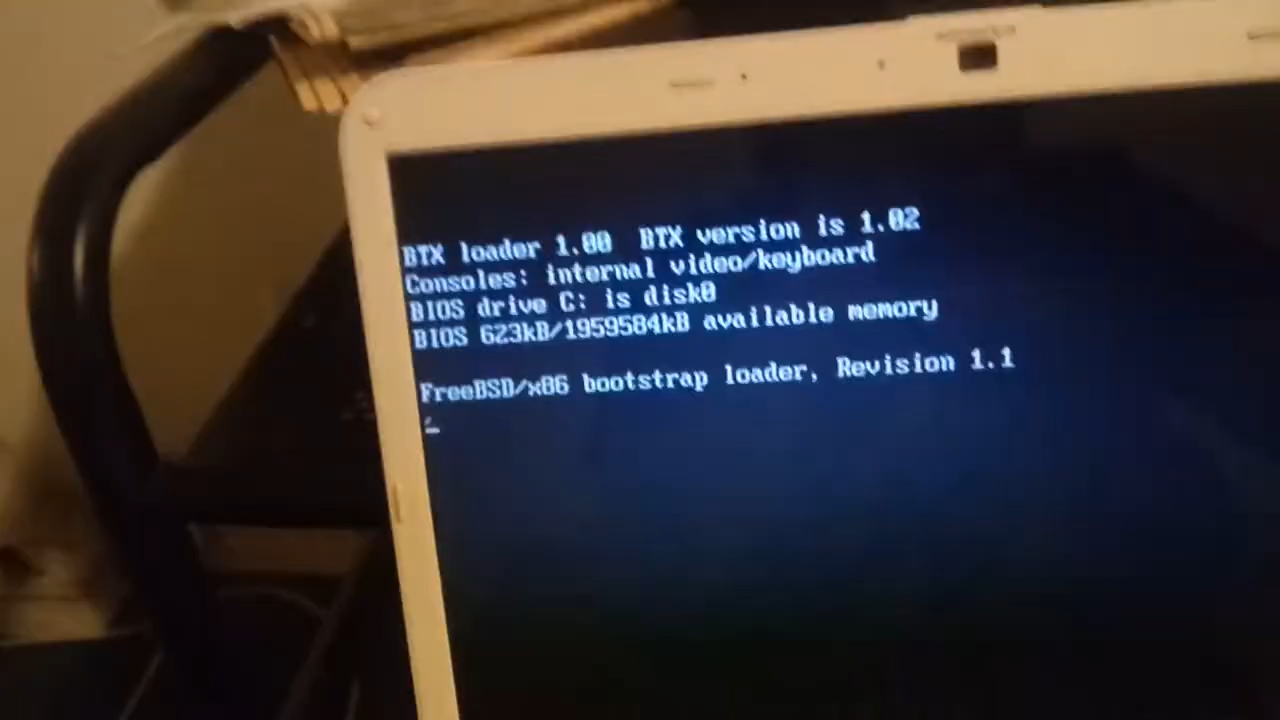 BTX loader 1.00  BTX version is 1.02
Consoles: internal video/keyboard
BIOS drive C: is disk0
BIOS 623kB/1959584kB available memory
FreeBSD/x86 bootstrap loader, Revision 1.1